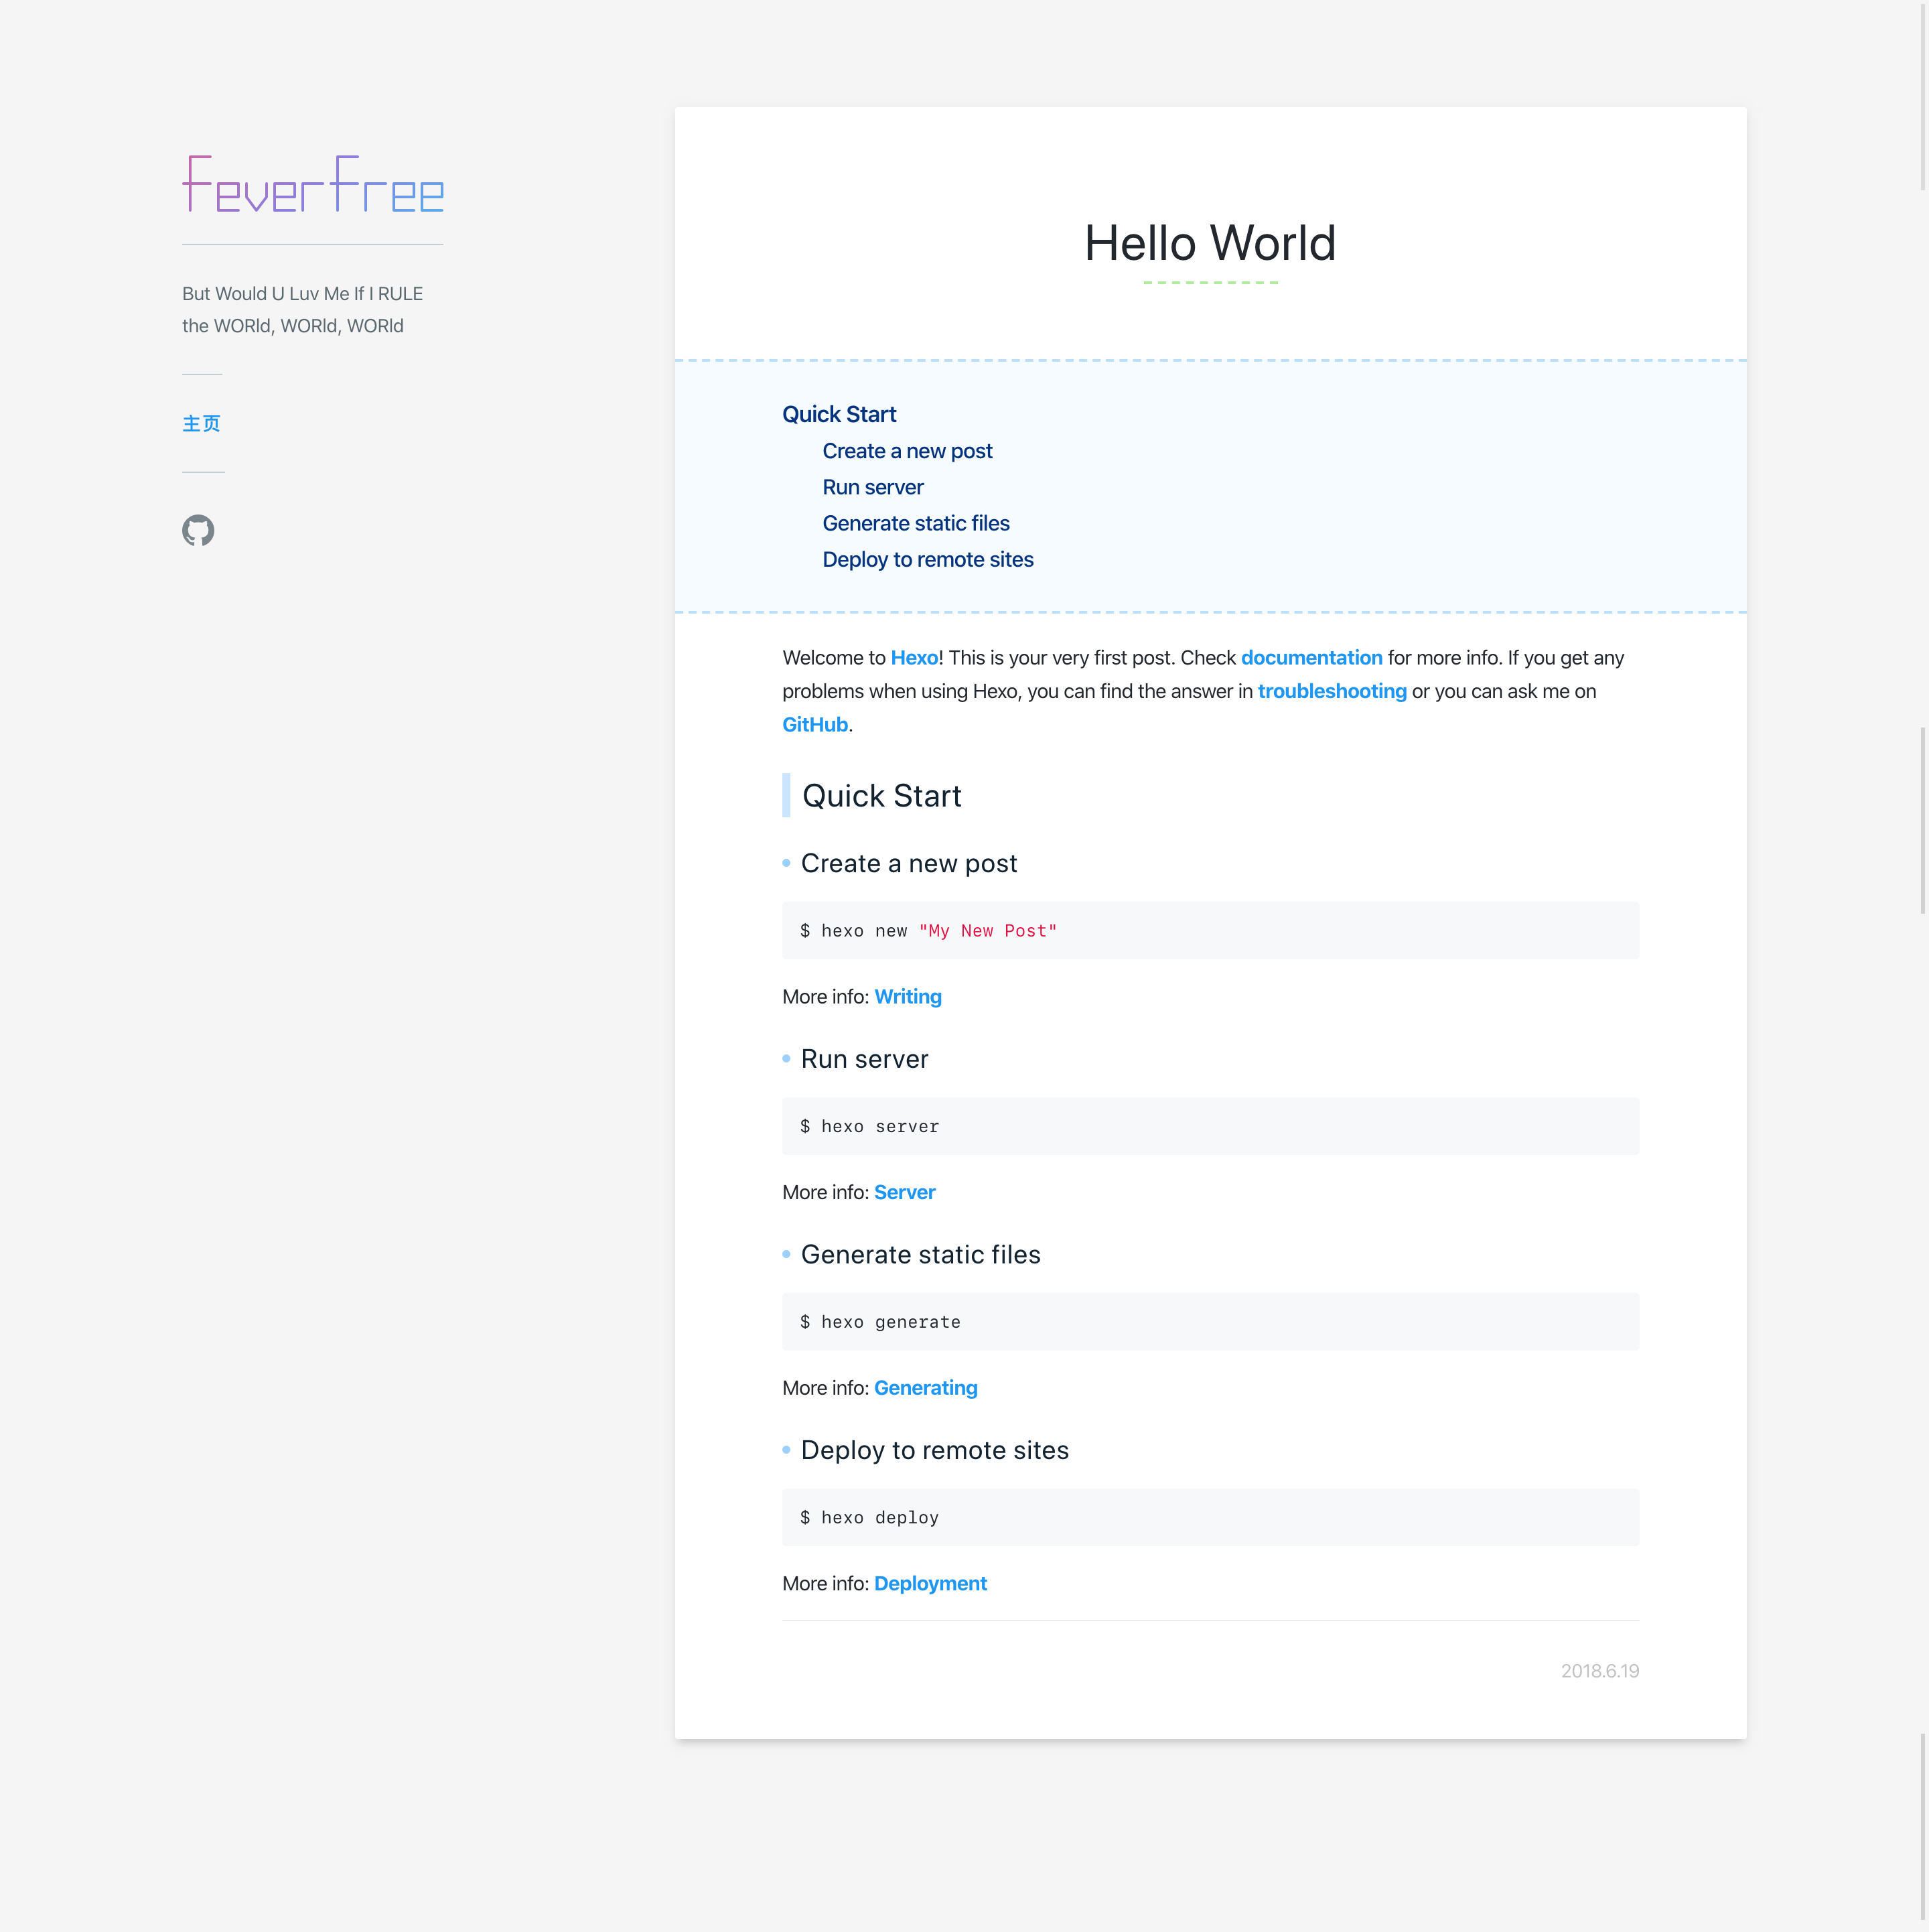 feverfree
But Would U Luv Me If I RULE
the WORld, WORld, WORld
主页
Hello World
Quick Start
Create a new post
Run server
Generate static files
Deploy to remote sites
Welcome to Hexo! This is your very first post. Check documentation for more info. If you get any
problems when using Hexo, you can find the answer in troubleshooting or you can ask me on
GitHub.
Quick Start
Create a new post
$ hexo new "My New Post"
More info: Writing
Run server
$ hexo server
More info: Server
Generate static files
$ hexo generate
More info: Generating
Deploy to remote sites
$ hexo deploy
More info: Deployment
2018.6.19